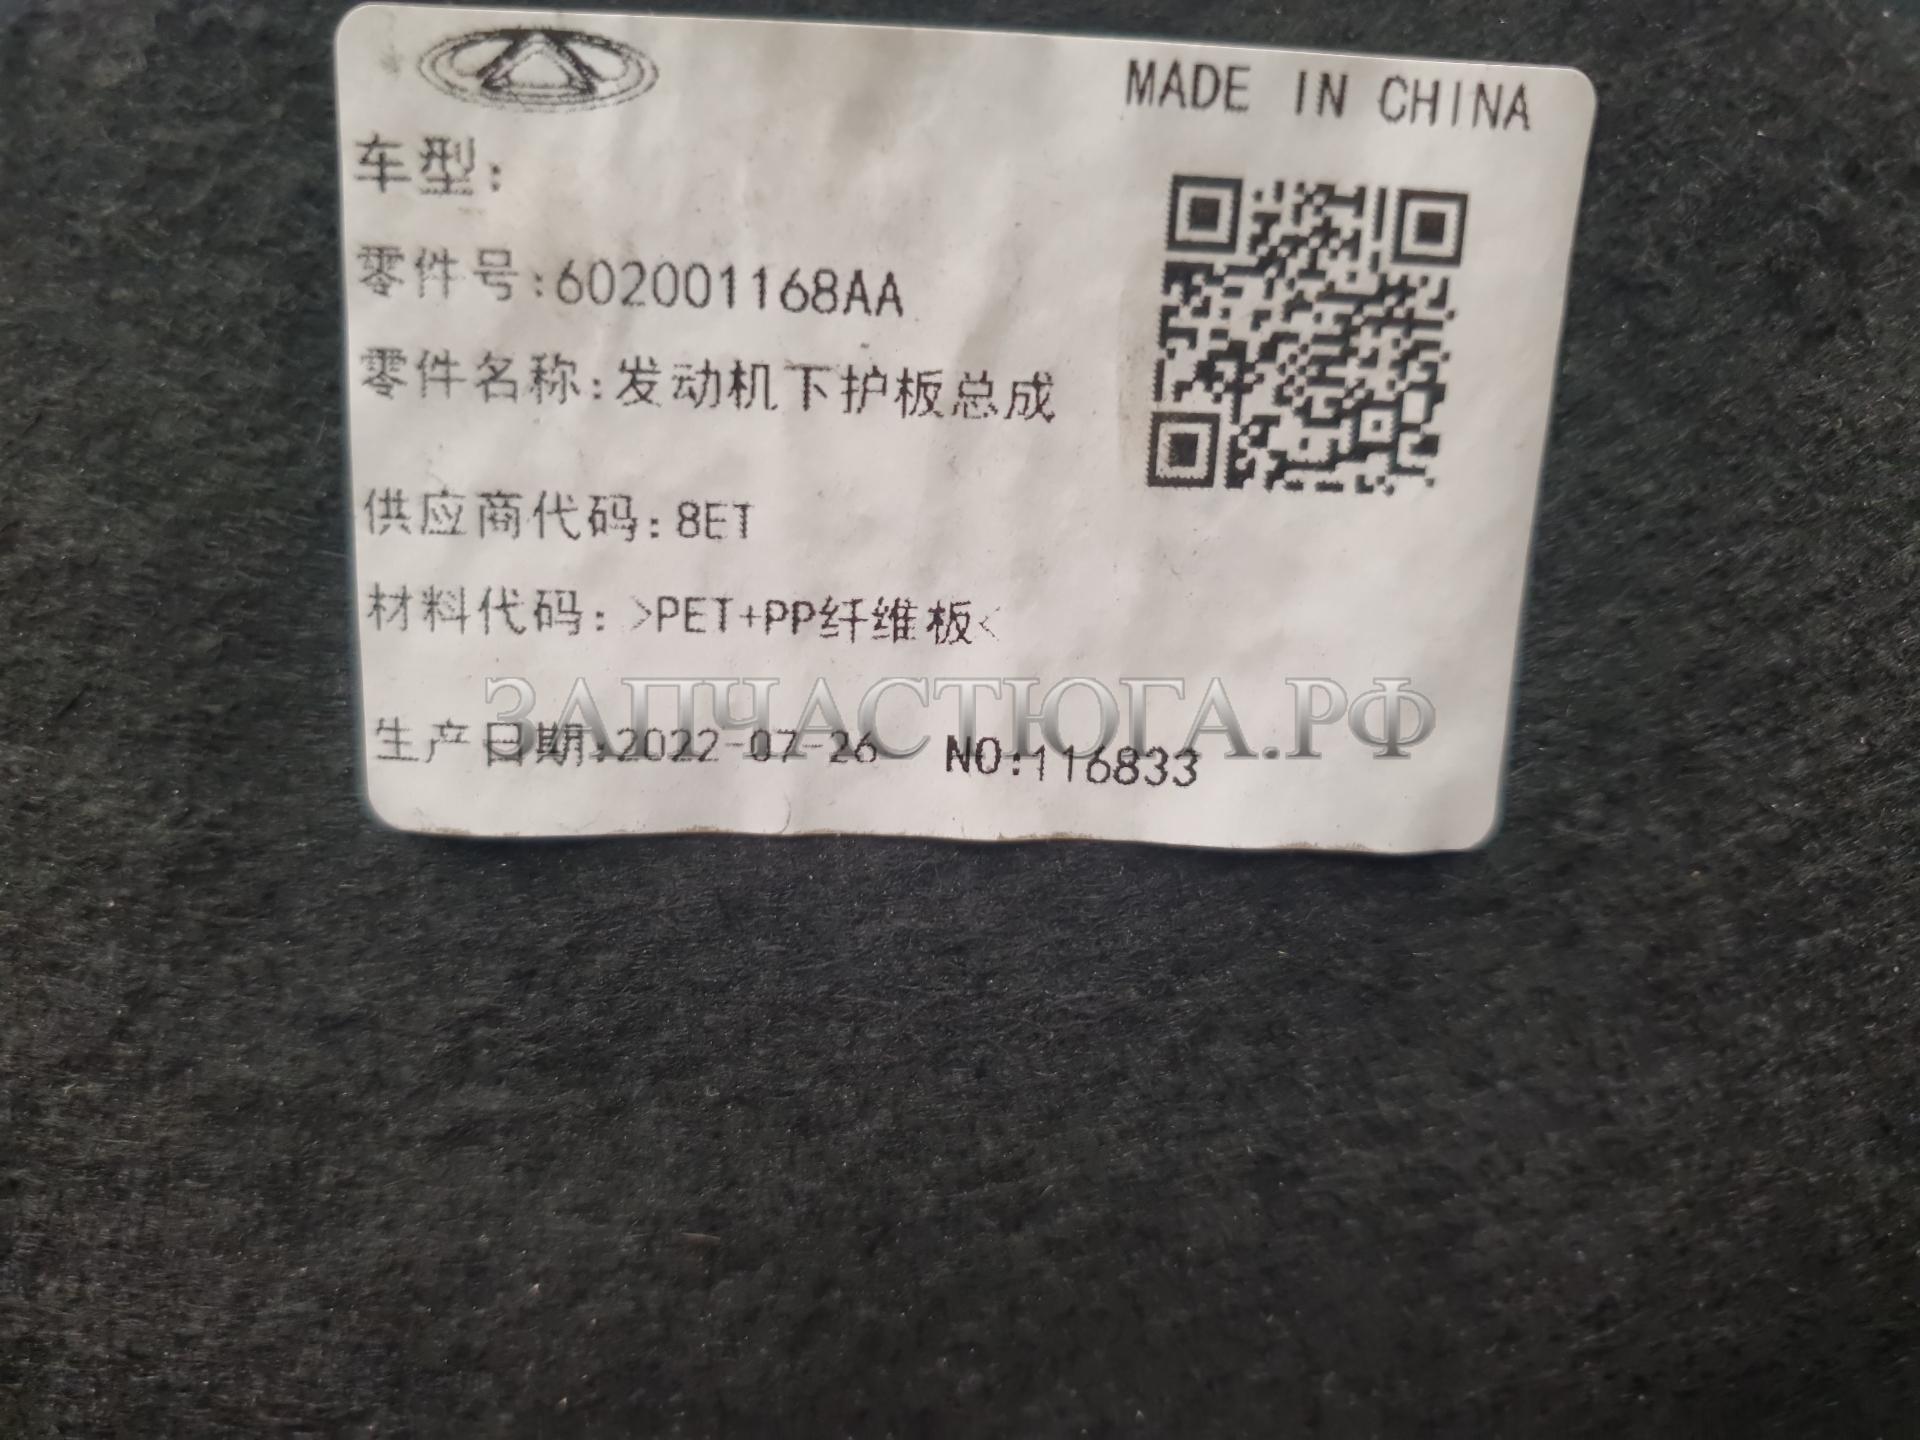 MADE IN CHINA
车型:
零件号:602001168AA
零件名称:发动机下护板总成
供应商代码:8ET
材料代码:>PET+PP纤维板<
ЗАПЧАСТЮГА.РФ
生产日期:2022-07-26 NO:116833